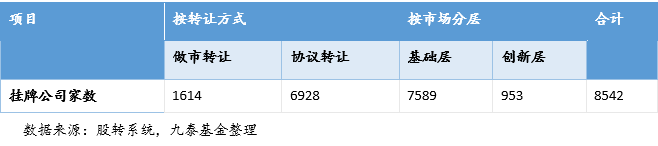 项目 按转让方式 按市场分层 合计
做市转让 协议转让 基础层 创新层
挂牌公司家数 1614 6928 7589 953 8542
数据来源：股转系统，九泰基金整理